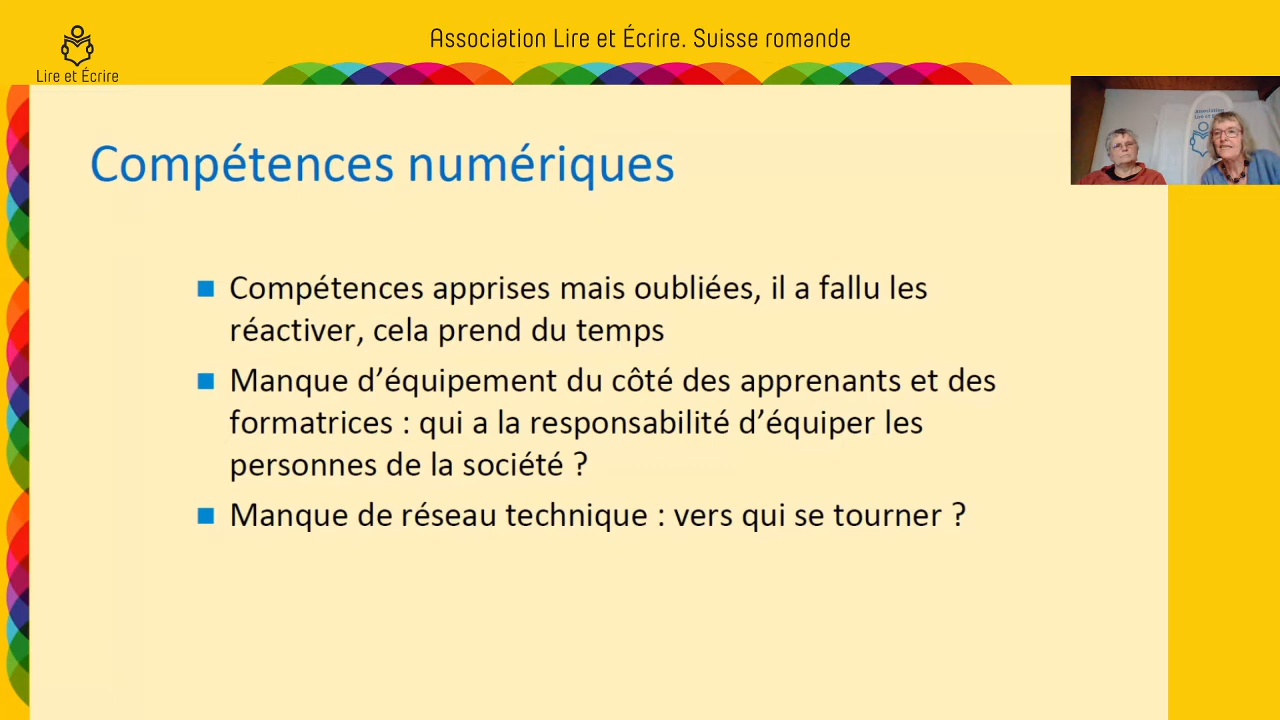 Association Lire et Écrire. Suisse romande
Lire et Écrire
Compétences numériques
Compétences apprises mais oubliées, il a fallu les
réactiver, cela prend du temps
Manque d’équipement du côté des apprenants et des
formatrices : qui a la responsabilité d’équiper les
personnes de la société ?
Manque de réseau technique : vers qui se tourner ?